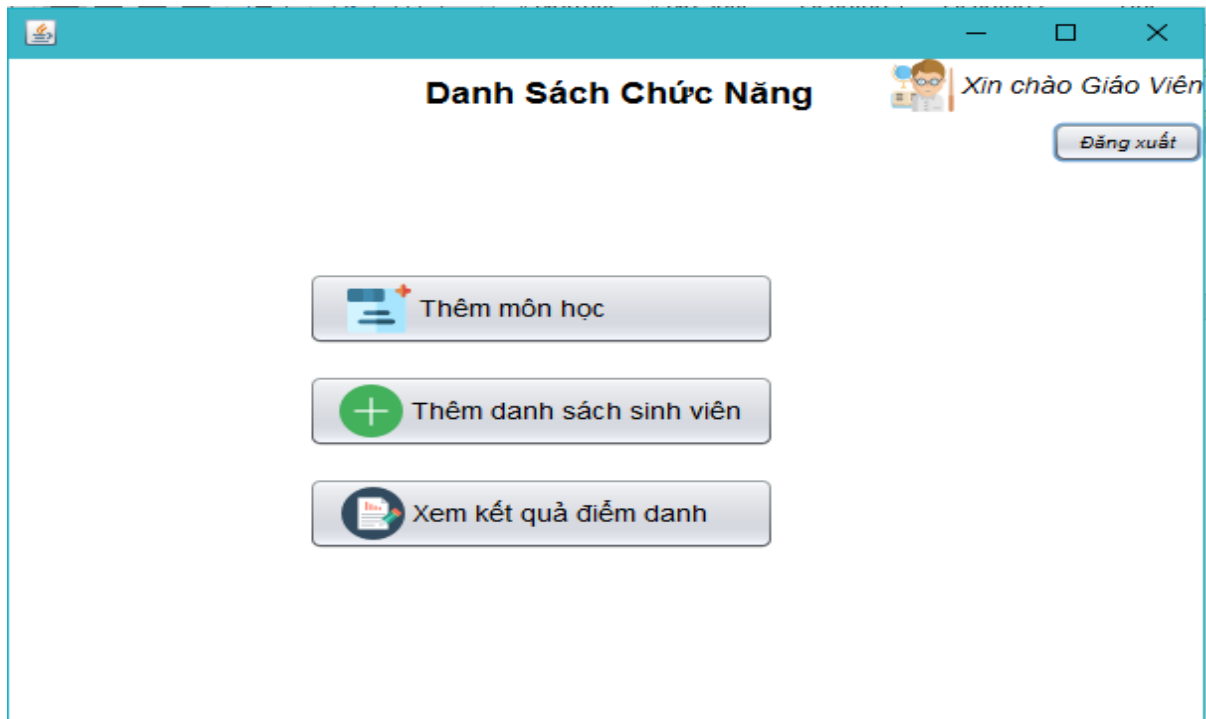 Danh Sách Chức Năng
Xin chào Giáo Viên
Đăng xuất
Thêm môn học
Thêm danh sách sinh viên
Xem kết quả điểm danh